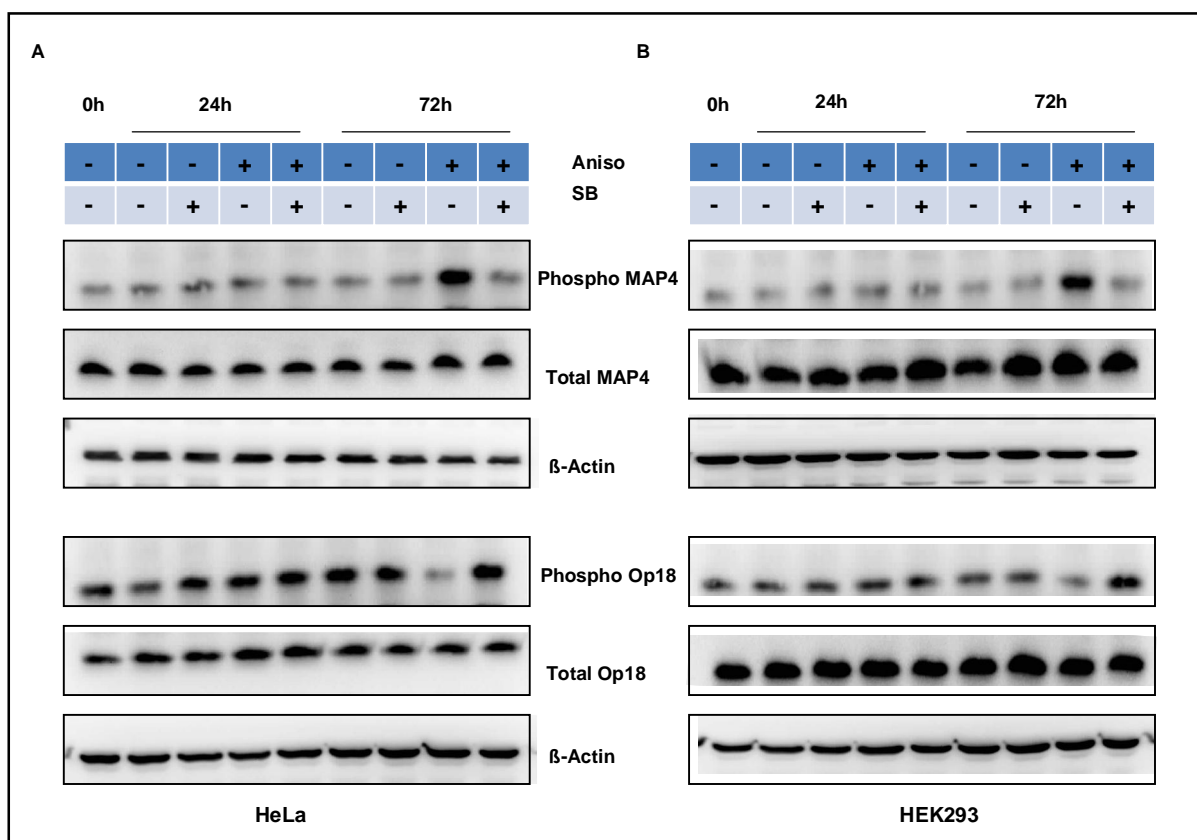 A B
0h 24h 72h 0h 24h 72h
- - - + + - - + + Aniso - - - + + - - + +
- - + - + - + - + SB - - + - + - + - +
Phospho MAP4
Total MAP4
ß-Actin
Phospho Op18
Total Op18
ß-Actin
HeLa HEK293